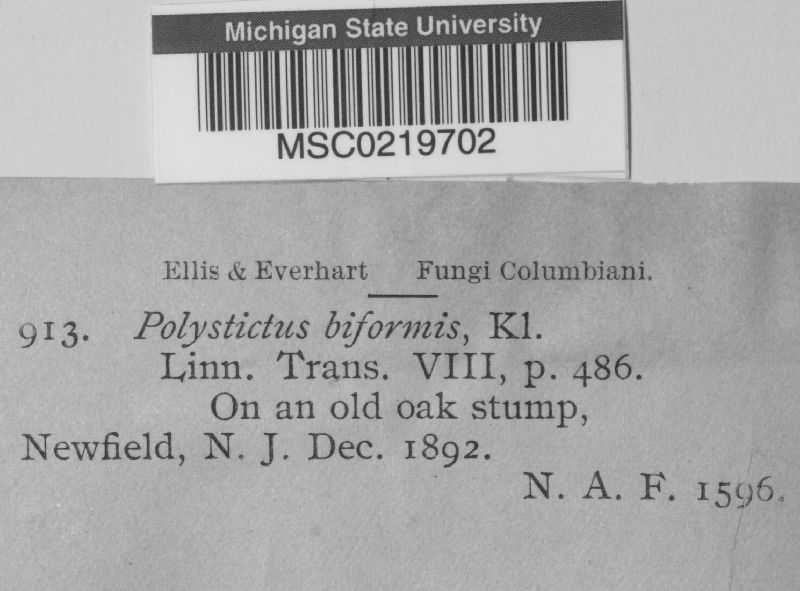 Michigan State University
MSC0219702
Ellis & Everhart Fungi Columbiani.
913. Polystictus biformis, Kl.
Linn. Trans. VIII, p. 486.
On an old oak stump,
Newfield, N. J. Dec. 1892.
N. A. F. 1596.